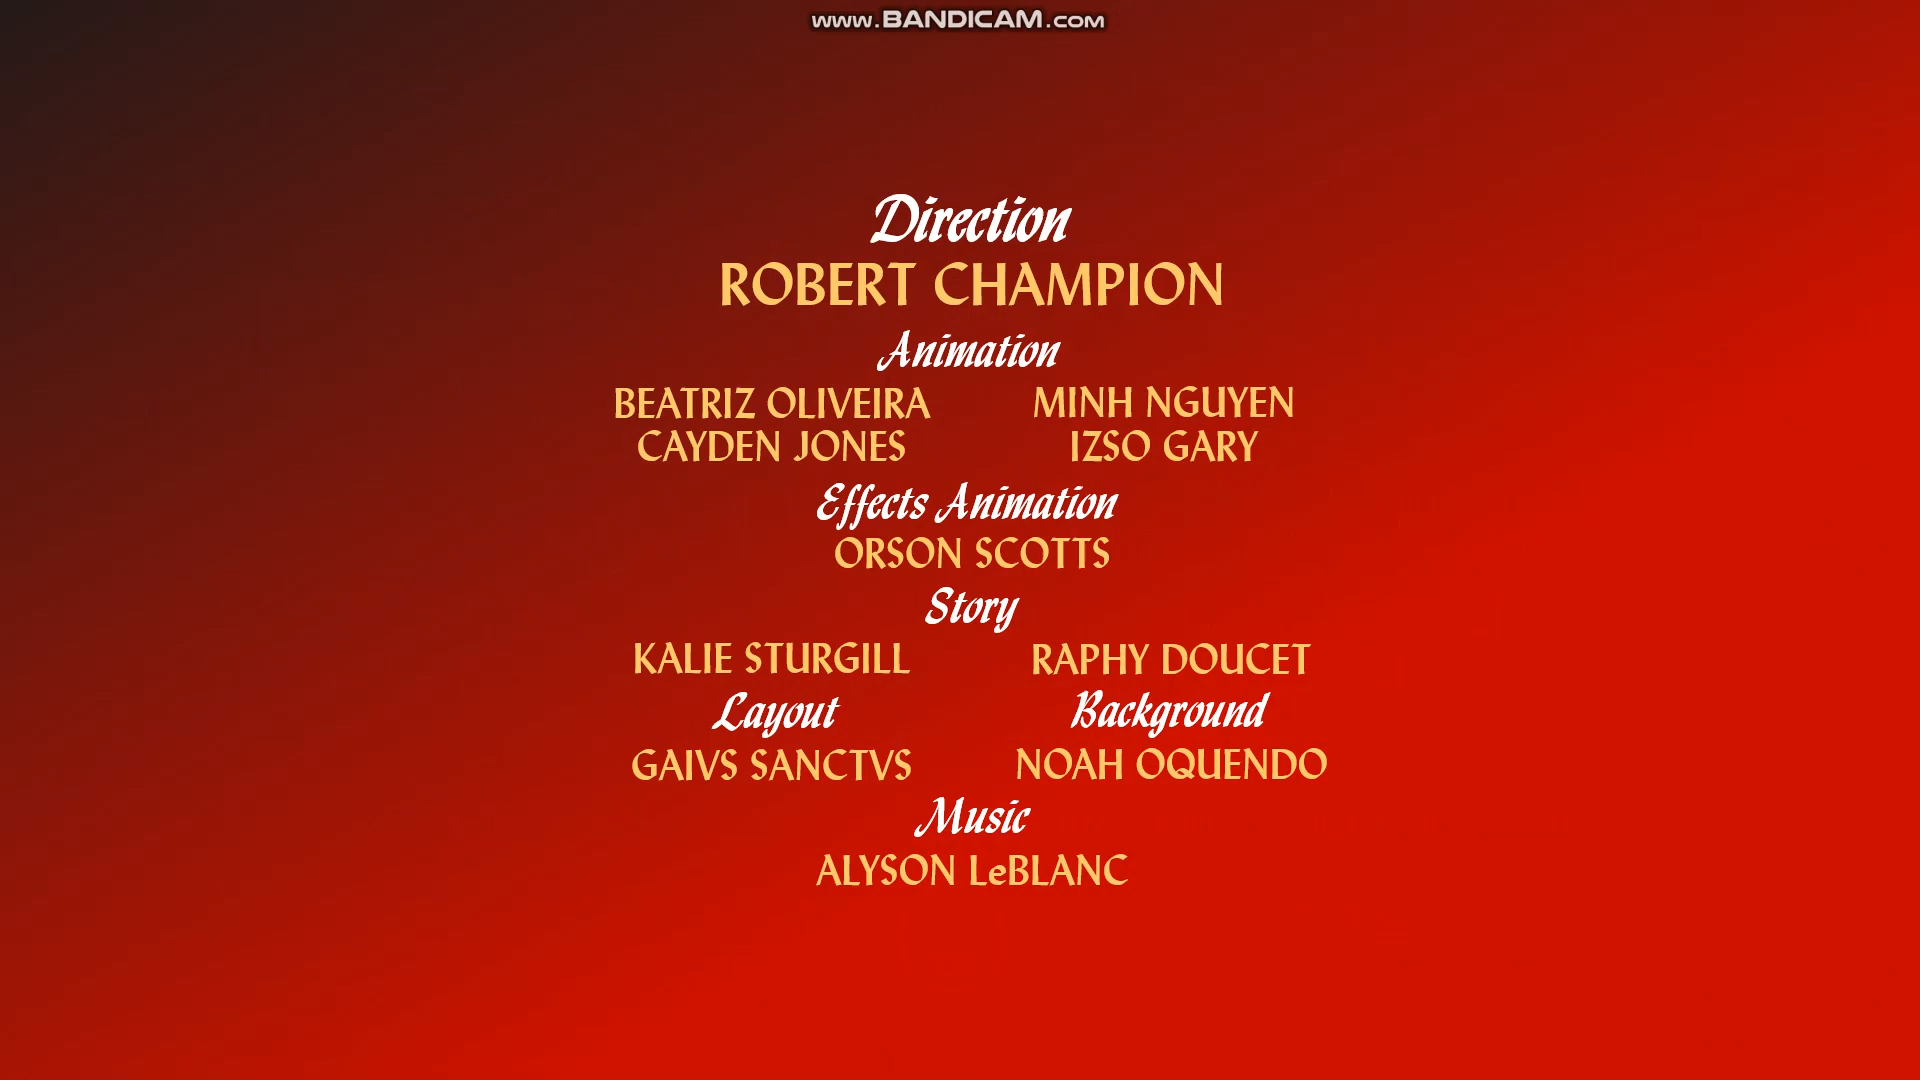 www.BANDICAM.com
Direction
ROBERT CHAMPION
Animation
BEATRIZ OLIVEIRA MINH NGUYEN
CAYDEN JONES IZSO GARY
Effects Animation
ORSON SCOTTS
Story
KALIE STURGILL RAPHY DOUCET
Layout Background
GAIVS SANCTVS NOAH OQUENDO
Music
ALYSON LeBLANC